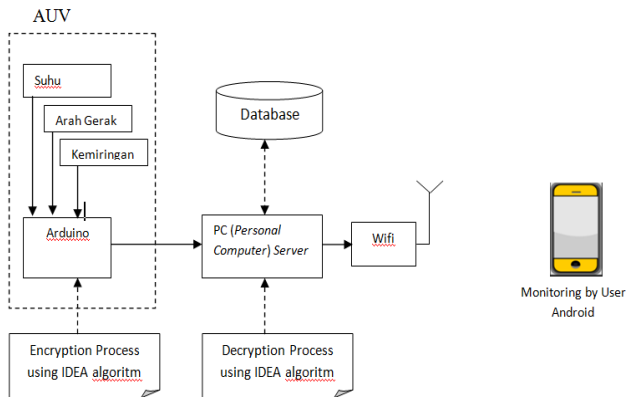 AUV
Suhu
Arah Gerak
Kemiringan
Arduino
Database
PC (Personal
Computer) Server
Wifi
Monitoring by User
Android
Encryption Process
using IDEA algoritm
Decryption Process
using IDEA algoritm